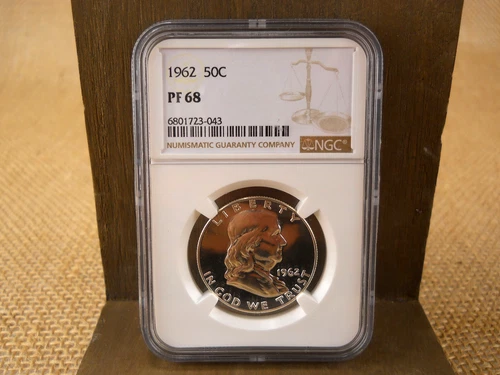 1962 50C
PF 68
6801723-043
NUMISMATIC GUARANTY COMPANY
NGC®
LIBERTY
1962
IN GOD WE TRUST